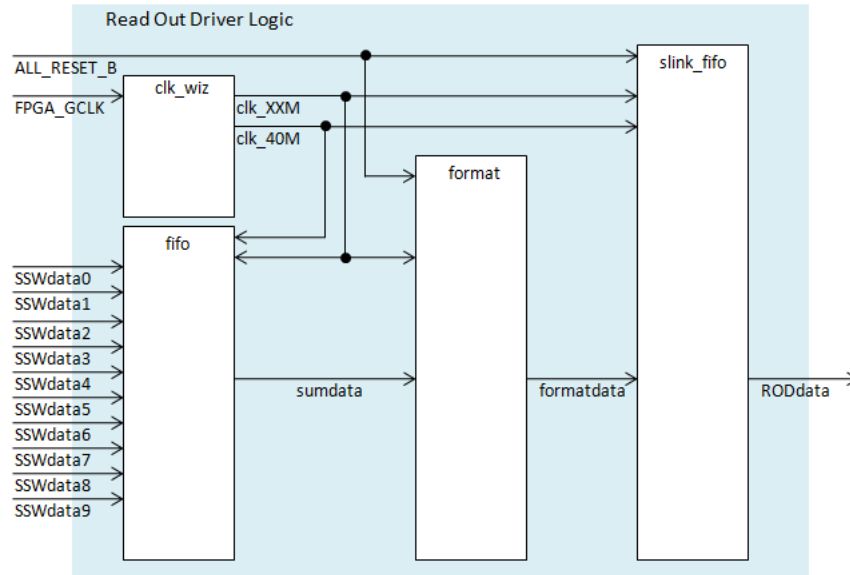 Read Out Driver Logic
ALL_RESET_B
FPGA_GCLK
clk_wiz
clk_XXM
clk_40M
slink_fifo
format
fifo
SSWdata0
SSWdata1
SSWdata2
SSWdata3
SSWdata4
SSWdata5
SSWdata6
SSWdata7
SSWdata8
SSWdata9
sumdata
formatdata
RODdata